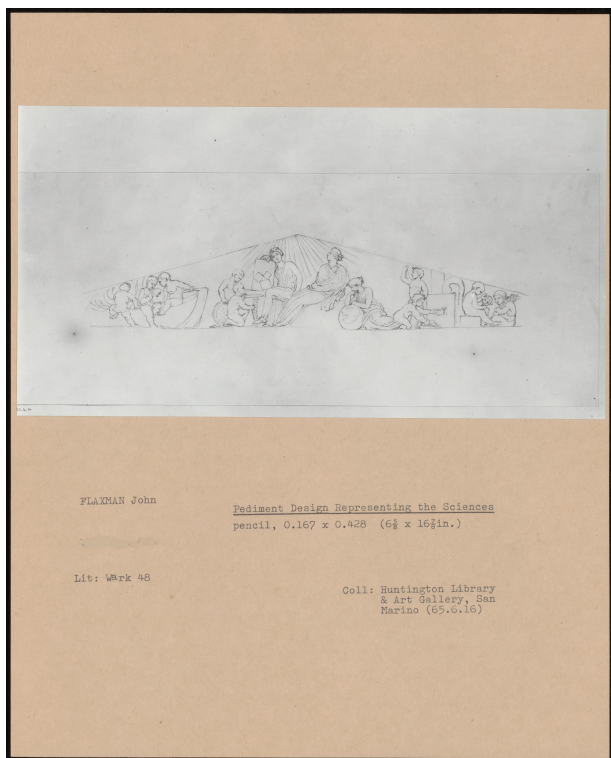 FLAXMAN John
Pediment Design Representing the Sciences
pencil, 0.167 x 0.428 (6⅝ x 16⅞in.)
Lit: Wark 48
Coll: Huntington Library
& Art Gallery, San
Marino (65.6.16)